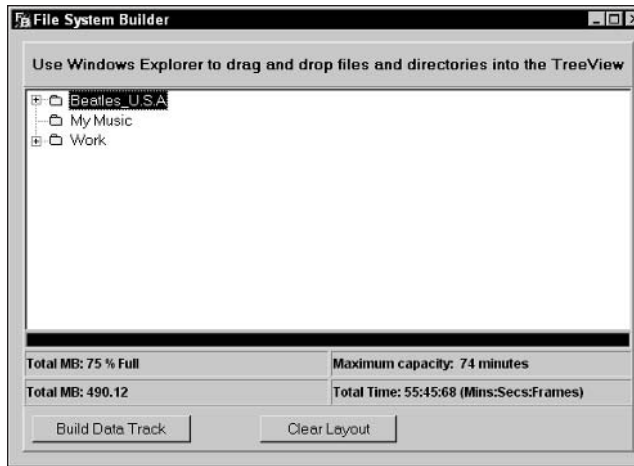 File System Builder
Use Windows Explorer to drag and drop files and directories into the TreeView
Beatles_U.S.A
My Music
Work
Total MB: 75 % Full
Maximum capacity: 74 minutes
Total MB: 490.12
Total Time: 55:45:68 (Mins:Secs:Frames)
Build Data Track
Clear Layout